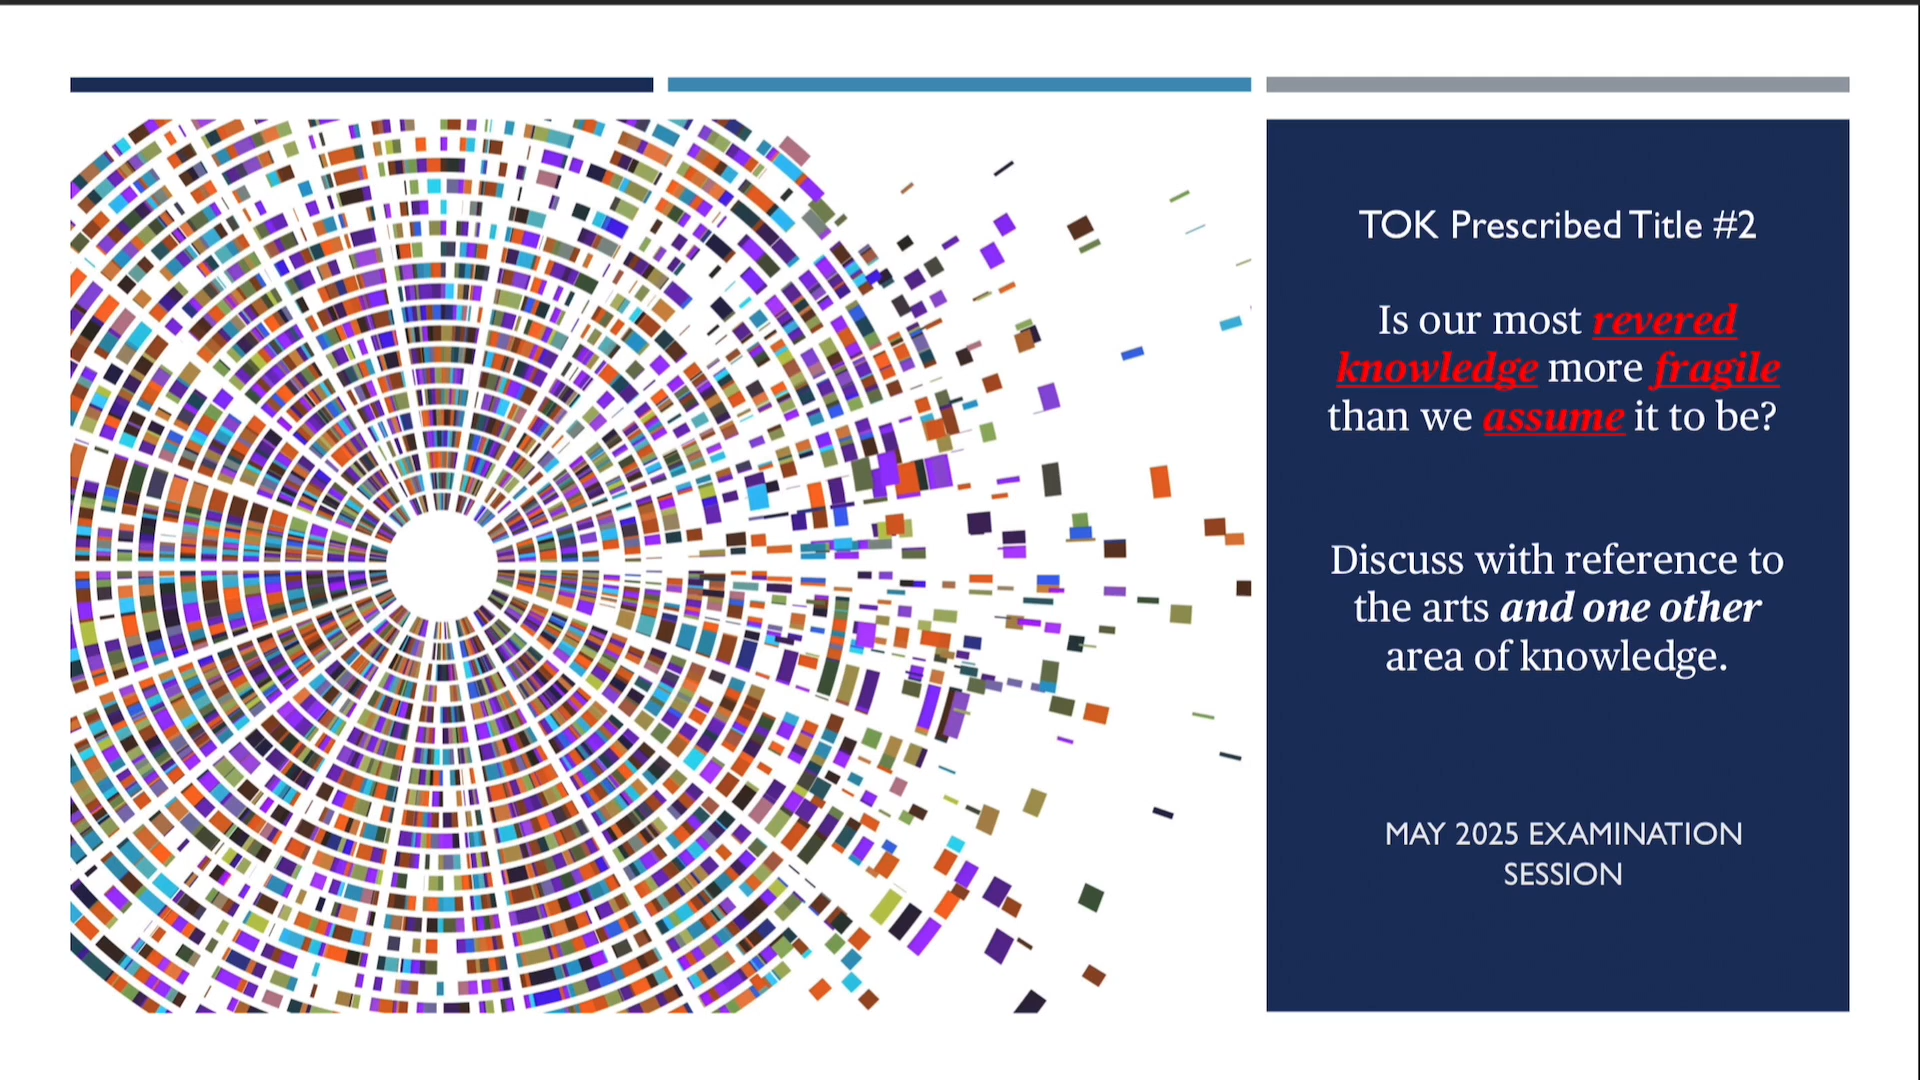 TOK Prescribed Title #2
Is our most revered
knowledge more fragile
than we assume it to be?
Discuss with reference to
the arts and one other
area of knowledge.
MAY 2025 EXAMINATION
SESSION